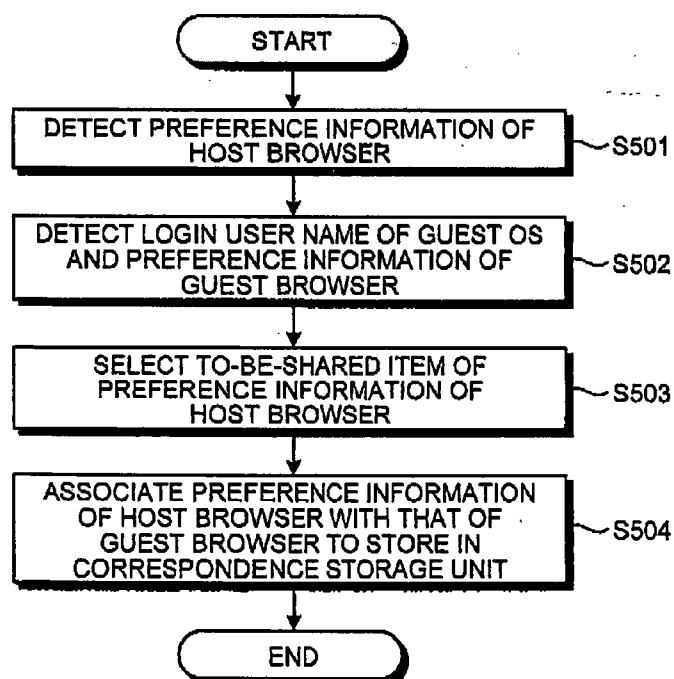 START
DETECT PREFERENCE INFORMATION OF
HOST BROWSER
S501
DETECT LOGIN USER NAME OF GUEST OS
AND PREFERENCE INFORMATION OF
GUEST BROWSER
S502
SELECT TO-BE-SHARED ITEM OF
PREFERENCE INFORMATION OF
HOST BROWSER
S503
ASSOCIATE PREFERENCE INFORMATION
OF HOST BROWSER WITH THAT OF
GUEST BROWSER TO STORE IN
CORRESPONDENCE STORAGE UNIT
S504
END